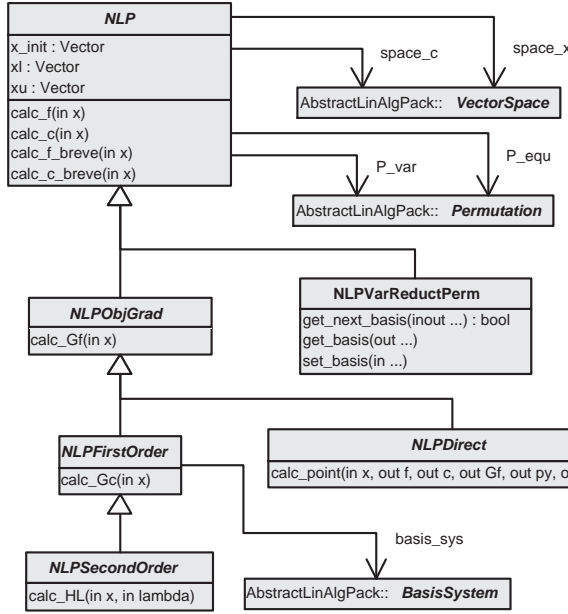 NLP
x_init : Vector
xl : Vector
xu : Vector
calc_f(in x)
calc_c(in x)
calc_f_breve(in x)
calc_c_breve(in x)
space_c
space_x
AbstractLinAlgPack:: VectorSpace
P_var
P_equ
AbstractLinAlgPack:: Permutation
NLPObjGrad
calc_Gf(in x)
NLPVarReductPerm
get_next_basis(inout ...) : bool
get_basis(out ...)
set_basis(in ...)
NLPFirstOrder
calc_Gc(in x)
NLPDirect
calc_point(in x, out f, out c, out Gf, out py, o
basis_sys
NLPSecondOrder
calc_HL(in x, in lambda)
AbstractLinAlgPack:: BasisSystem